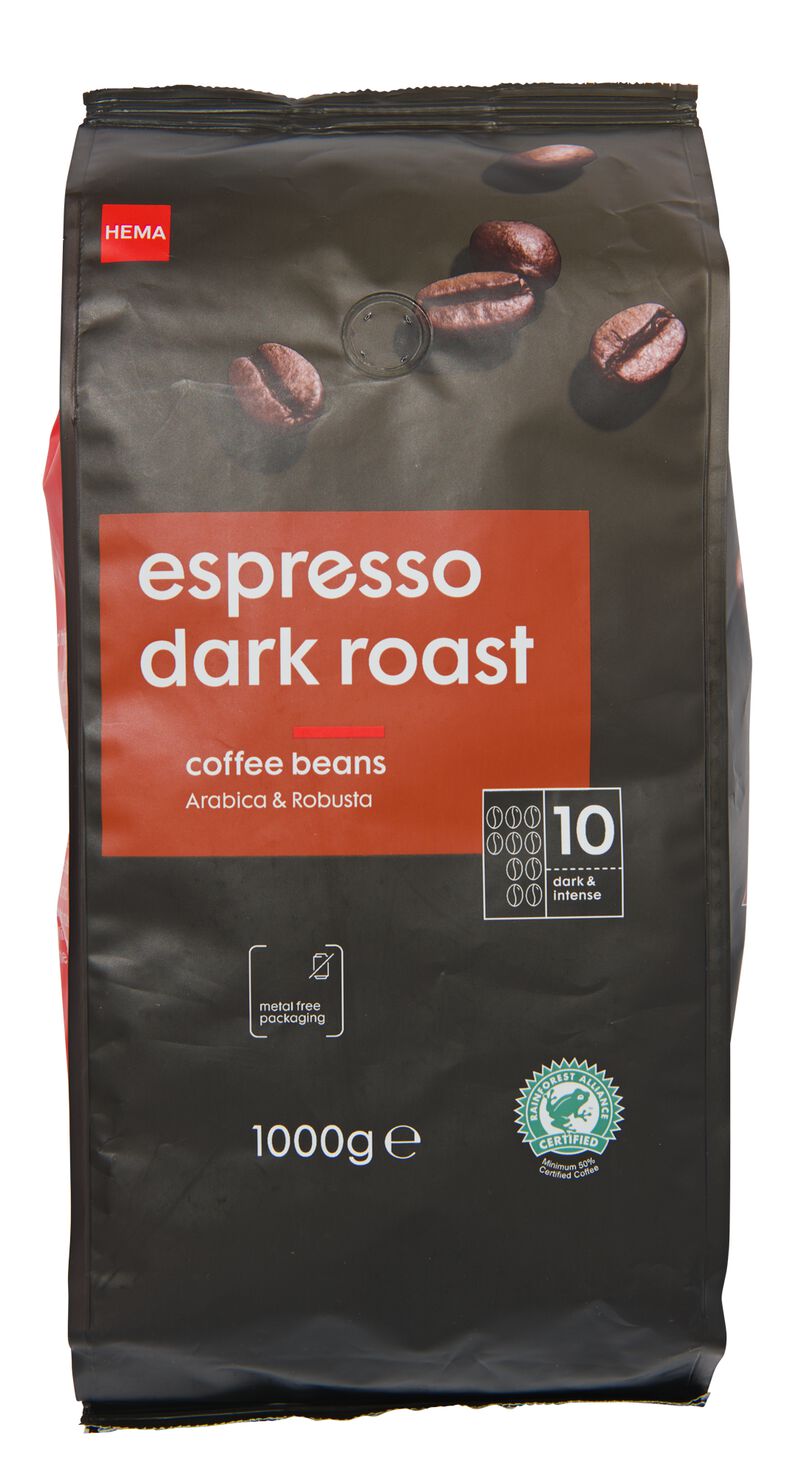 HEMA
espresso
dark roast
coffee beans
Arabica & Robusta
10
dark &
intense
metal free
packaging
1000g ℮
RAINFOREST ALLIANCE
CERTIFIED
Minimum 50%
Certified Coffee